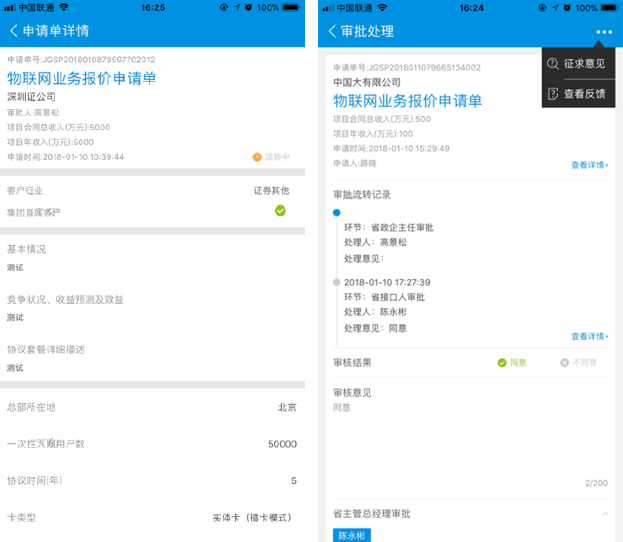 中国联通
16:25
100%
申请单详情
申请单号:JGSP2018010879597702012
物联网业务报价申请单
深圳证公司
审批人:高景松
项目合同总收入(万元):5000
项目年收入(万元):5000
申请时间:2018-01-10 10:39:44
流转中
客户行业
证券其他
集团直属客户
基本情况
测试
竞争状况、收益预测及效益
测试
协议套餐详细描述
测试
总部所在地
北京
一次性入网用户数
50000
协议时间(年)
5
卡类型
实体卡（插卡模式）
中国联通
16:24
100%
审批处理
征求意见
查看反馈
申请单号:JGSP2018011079665134002
中国大有限公司
物联网业务报价申请单
项目合同总收入(万元):500
项目年收入(万元):100
申请时间:2018-01-10 15:29:49
申请人:路晓
查看详情
审批流转记录
环节：省政企主任审批
处理人：高景松
处理意见：
2018-01-10 17:27:39
环节：省接口人审批
处理人：陈永彬
处理意见：同意
查看详情
审核结果
同意
不同意
审核意见
同意
2/200
省主管总经理审批
陈永彬